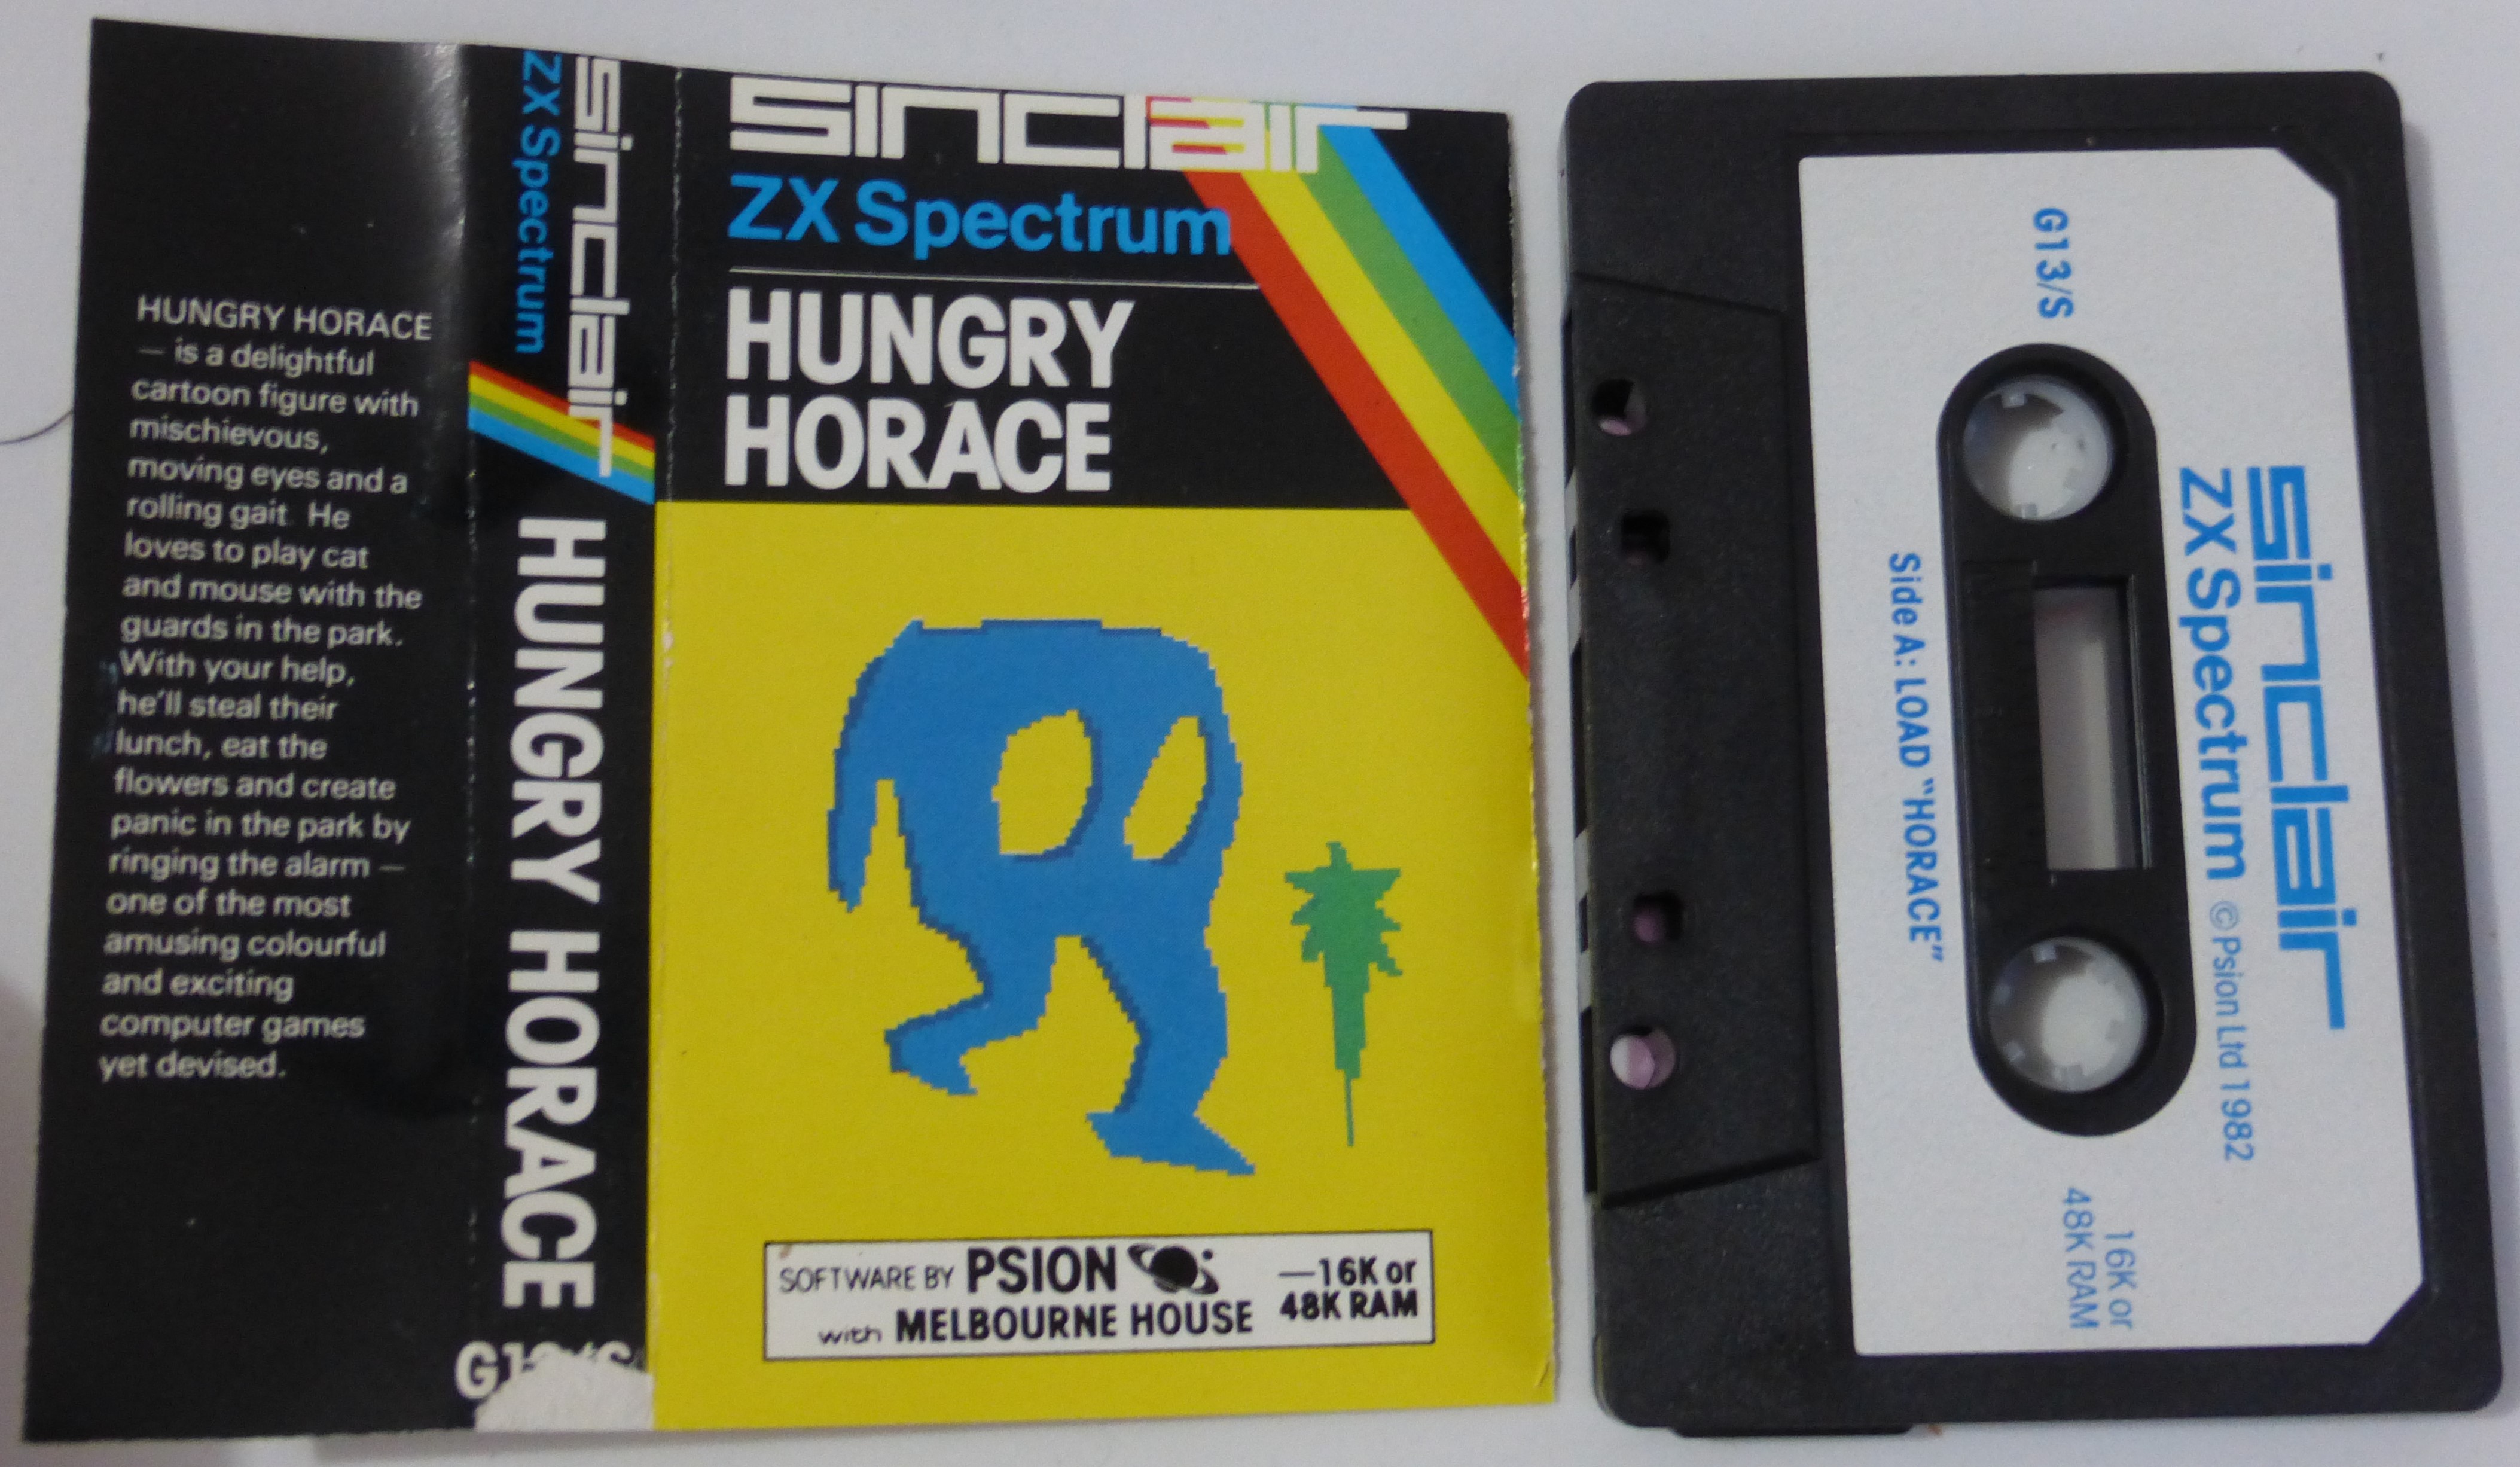 HUNGRY HORACE
— is a delightful
cartoon figure with
mischievous,
moving eyes and a
rolling gait. He
loves to play cat
and mouse with the
guards in the park.
With your help,
he'll steal their
lunch, eat the
flowers and create
panic in the park by
ringing the alarm —
one of the most
amusing colourful
and exciting
computer games
yet devised.
sinclair
ZX Spectrum
HUNGRY HORACE
sinclair
ZX Spectrum
HUNGRY
HORACE
SOFTWARE BY PSION
with MELBOURNE HOUSE
—16K or
48K RAM
sinclair
ZX Spectrum © Psion Ltd 1982
G13/S
16K or
48K RAM
Side A: LOAD "HORACE"